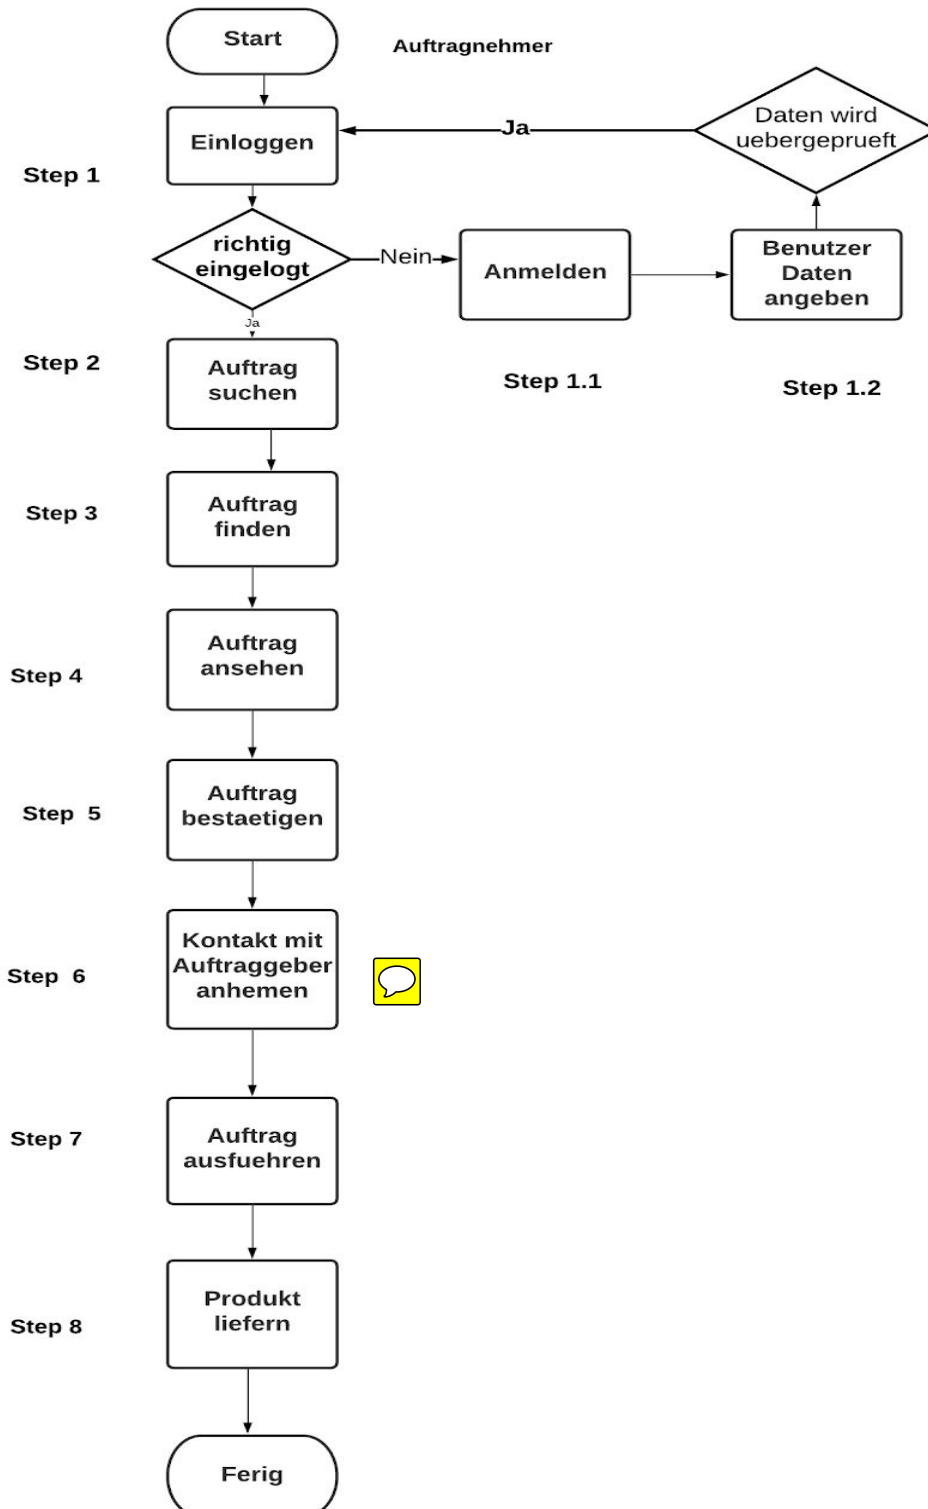 Start
Auftragnehmer
Daten wird
uebergeprueft
Ja
Einloggen
Step 1
richtig
eingelogt
Nein
Anmelden
Benutzer
Daten
angeben
Ja
Step 2
Auftrag
suchen
Step 1.1
Step 1.2
Step 3
Auftrag
finden
Step 4
Auftrag
ansehen
Step 5
Auftrag
bestaetigen
Step 6
Kontakt mit
Auftraggeber
anhemen
Step 7
Auftrag
ausfuehren
Step 8
Produkt
liefern
Ferig